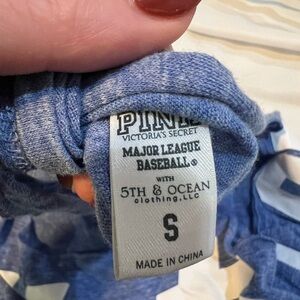 PINK
VICTORIA'S SECRET
MAJOR LEAGUE
BASEBALL®
WITH
5TH & OCEAN
clothing, LLC
S
MADE IN CHINA